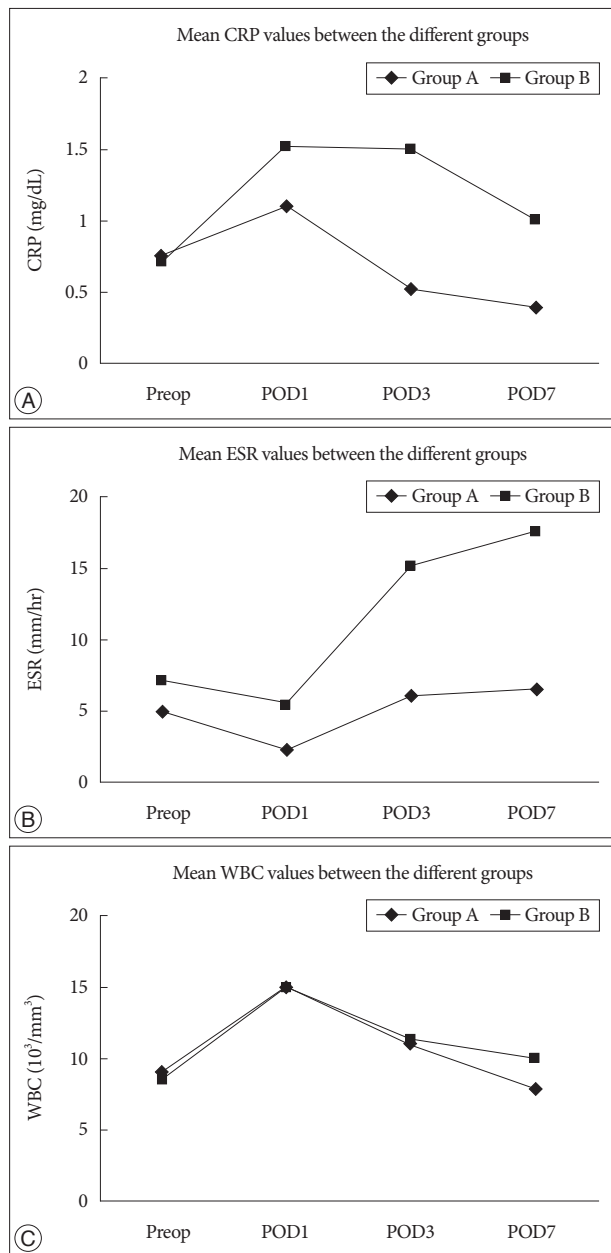 Mean CRP values between the different groups
Group A Group B
2
1.5
1
0.5
0
CRP (mg/dL)
Preop POD1 POD3 POD7
A
Mean ESR values between the different groups
Group A Group B
20
15
10
5
0
ESR (mm/hr)
Preop POD1 POD3 POD7
B
Mean WBC values between the different groups
Group A Group B
20
15
10
5
0
WBC (10³/mm³)
Preop POD1 POD3 POD7
C